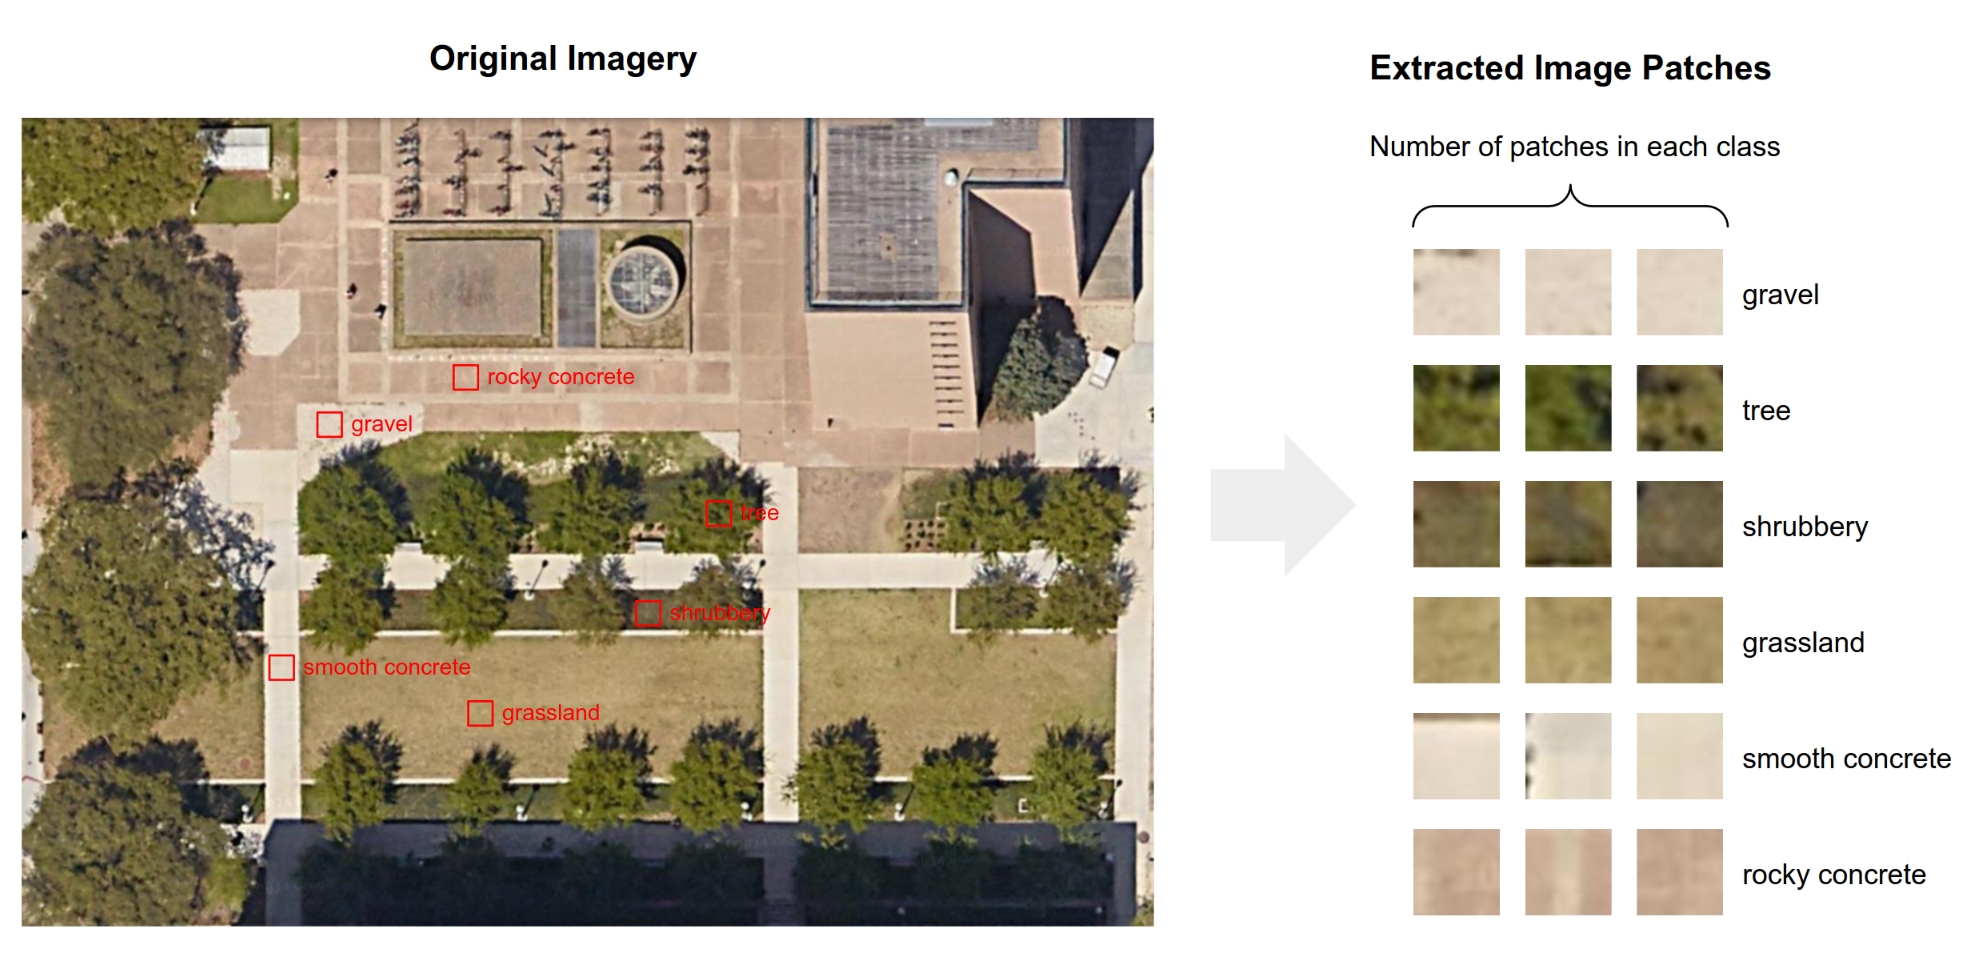 Original Imagery
Extracted Image Patches
Number of patches in each class
rocky concrete
gravel
tree
shrubbery
smooth concrete
grassland
gravel
tree
shrubbery
grassland
smooth concrete
rocky concrete